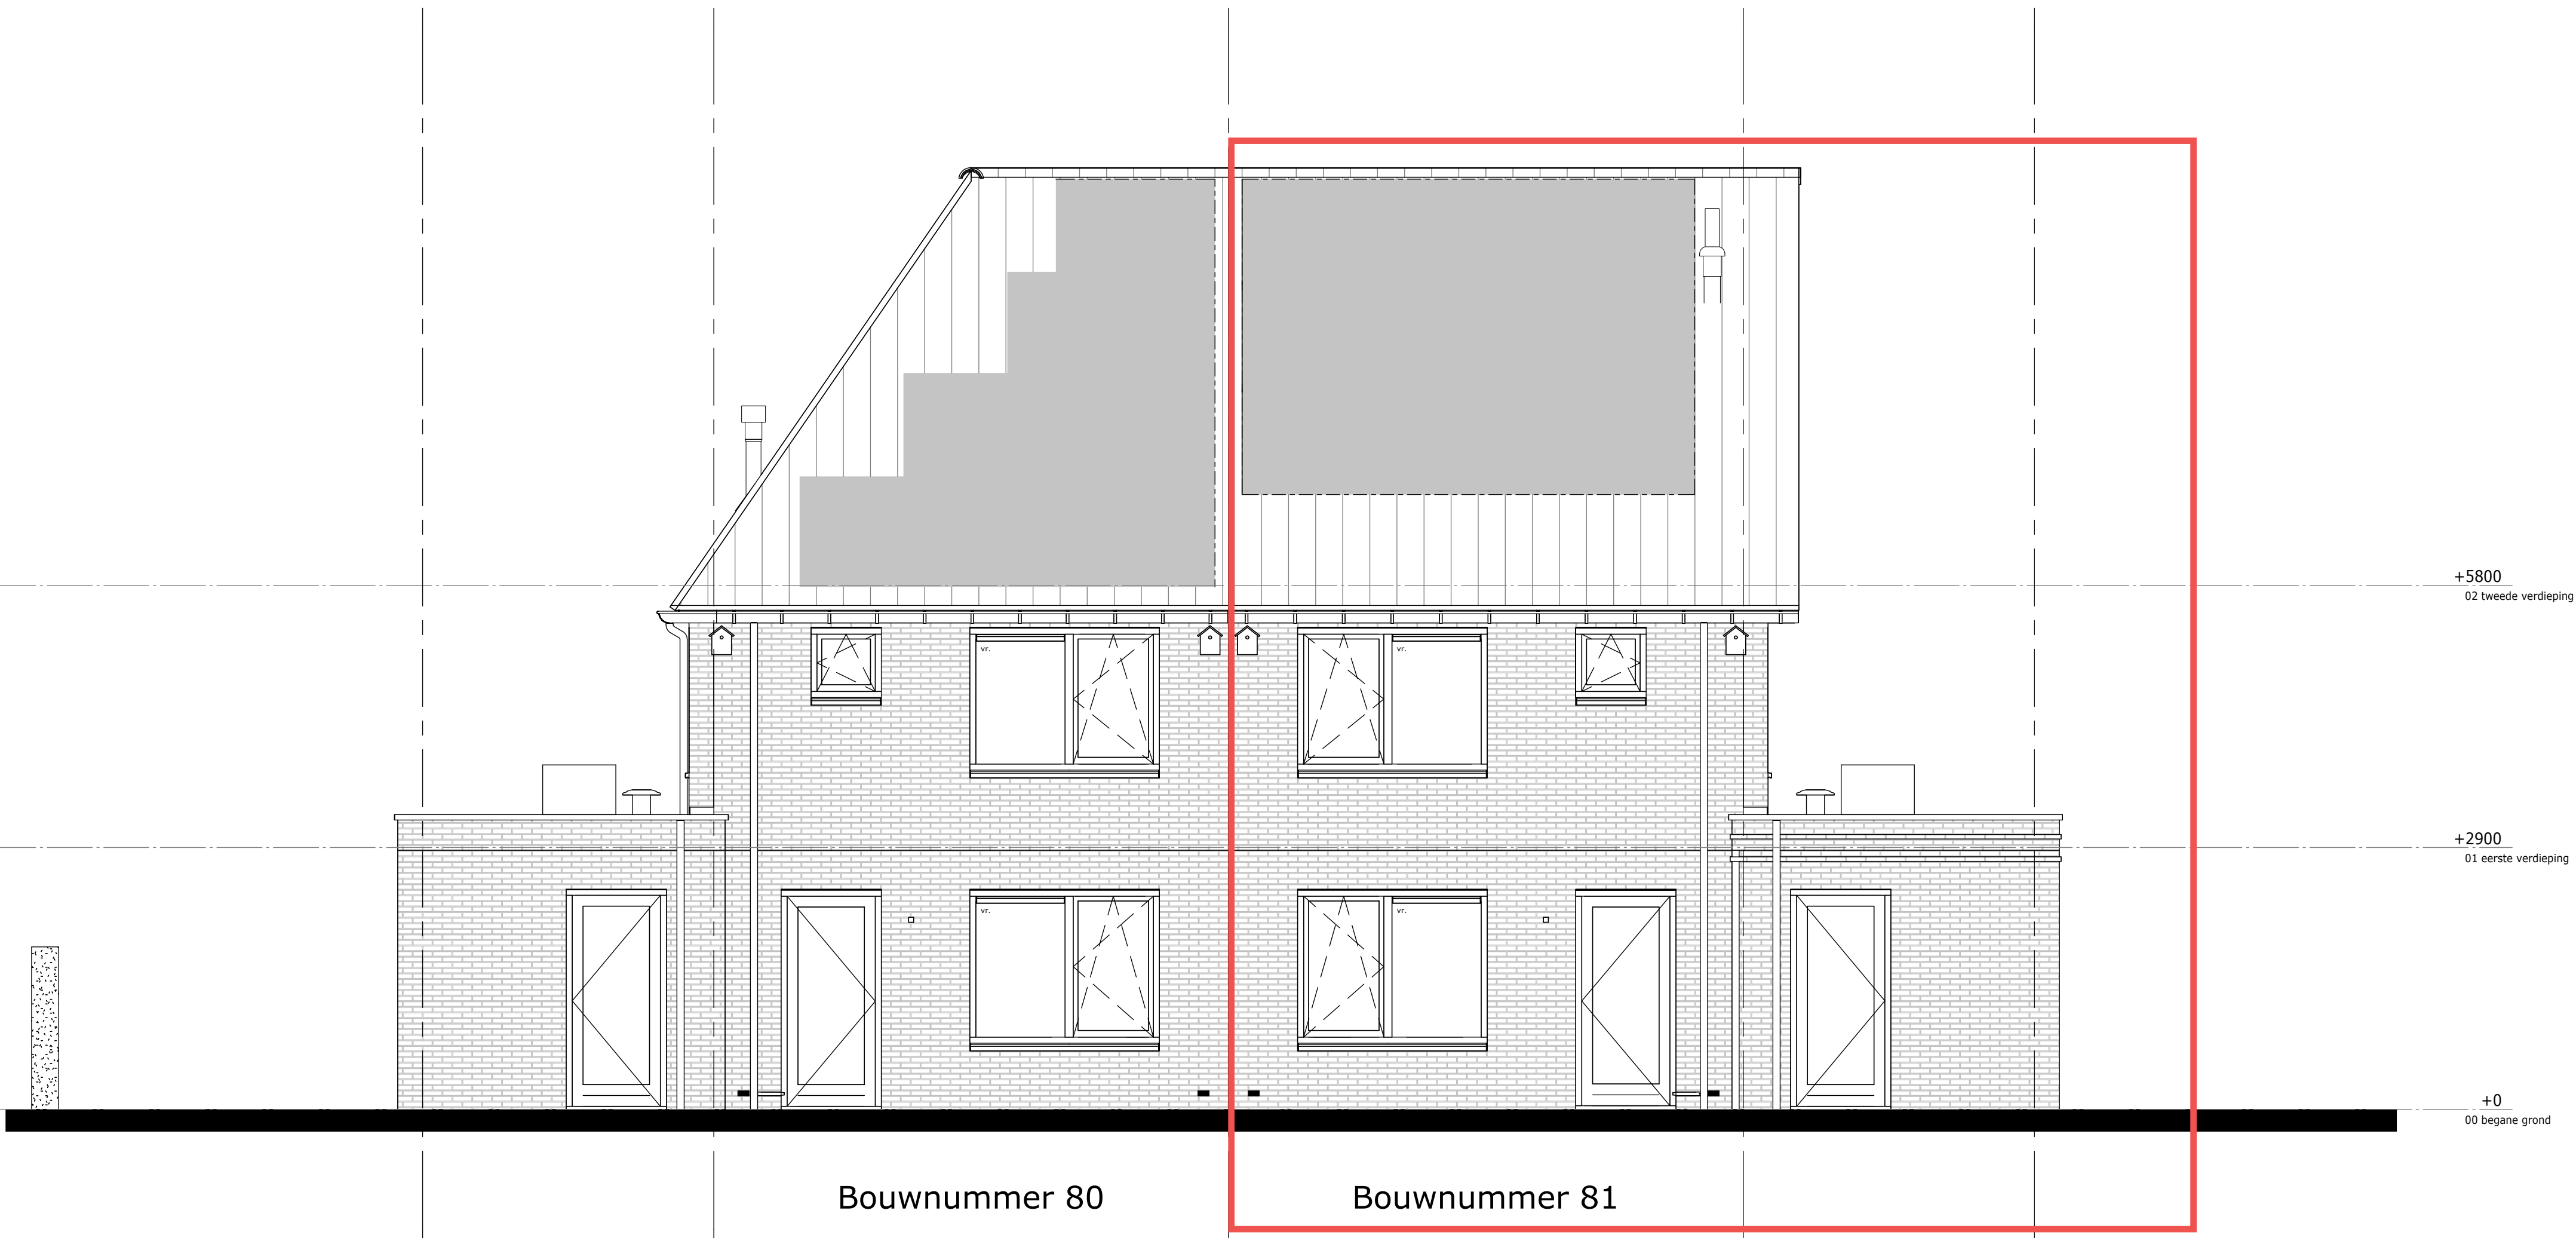 +5800
02 tweede verdieping
vr.
vr.
+2900
01 eerste verdieping
vr.
vr.
+0
00 begane grond
Bouwnummer 80
Bouwnummer 81